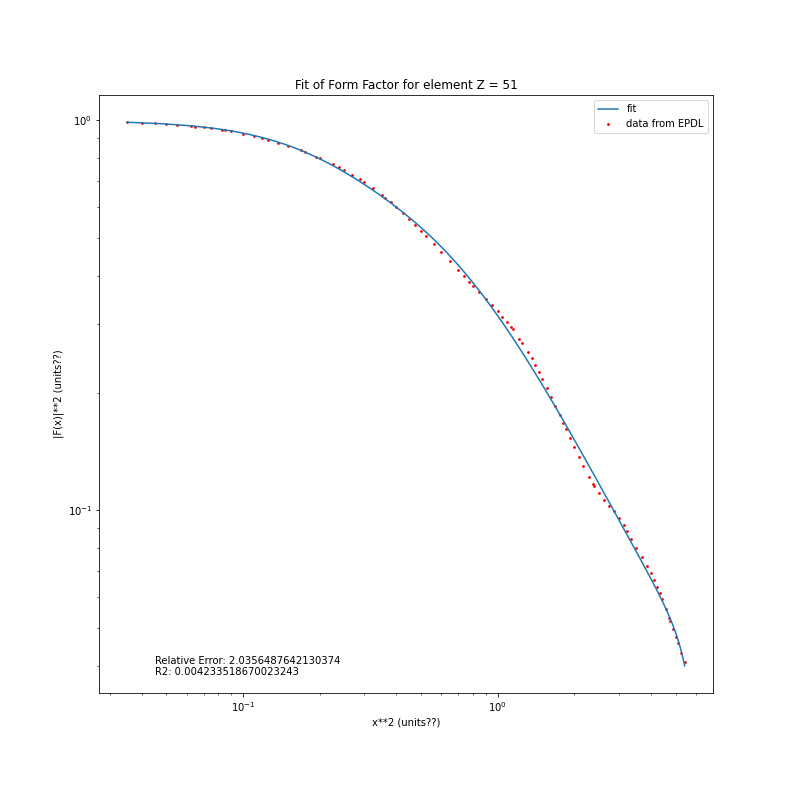 Fit of Form Factor for element Z = 51
fit
data from EPDL
10⁰
10⁻¹
|F(x)|**2 (units??)
Relative Error: 2.0356487642130374
R2: 0.004233518670023243
10⁻¹
10⁰
x**2 (units??)